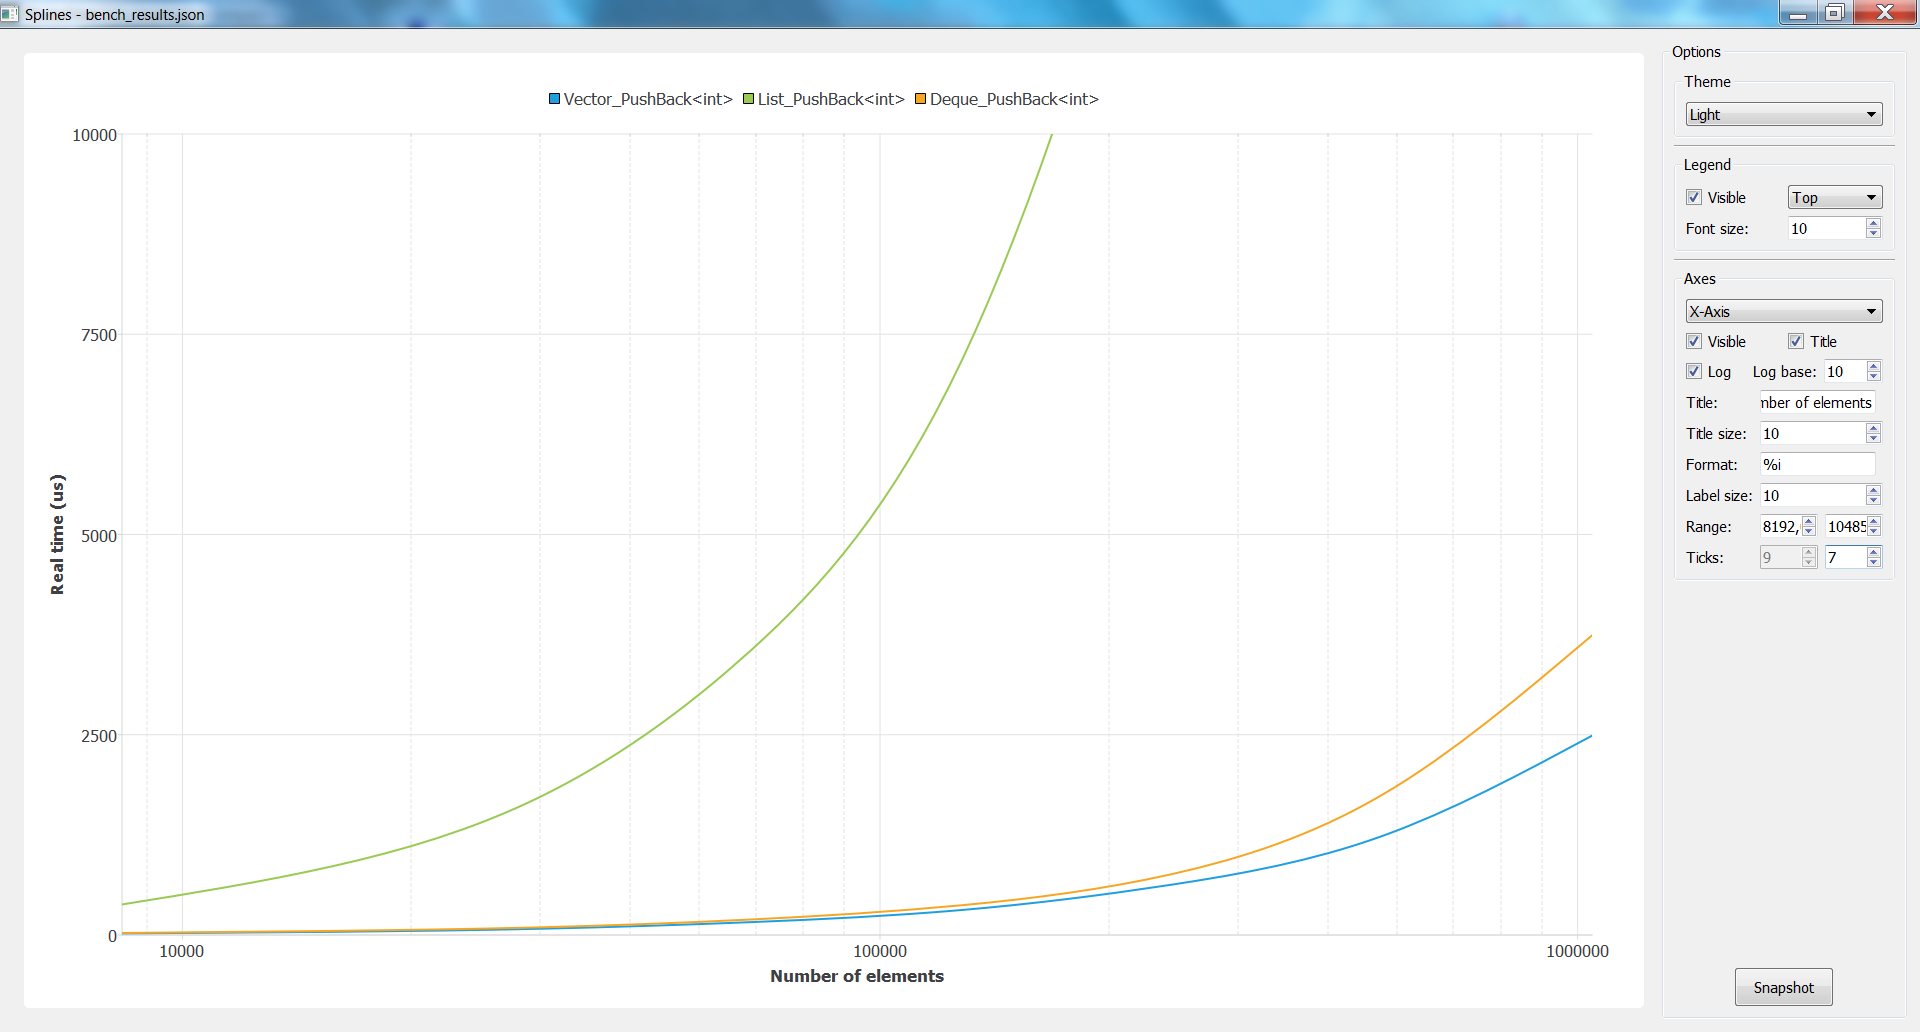 Splines - bench_results.json
Vector_PushBack<int> List_PushBack<int> Deque_PushBack<int>
10000
7500
5000
2500
0
Real time (us)
10000 100000 1000000
Number of elements
Options
Theme
Light
Legend
Visible Top
Font size: 10
Axes
X-Axis
Visible Title
Log Log base: 10
Title: mber of elements
Title size: 10
Format: %i
Label size: 10
Range: 8192, 10485
Ticks: 9 7
Snapshot